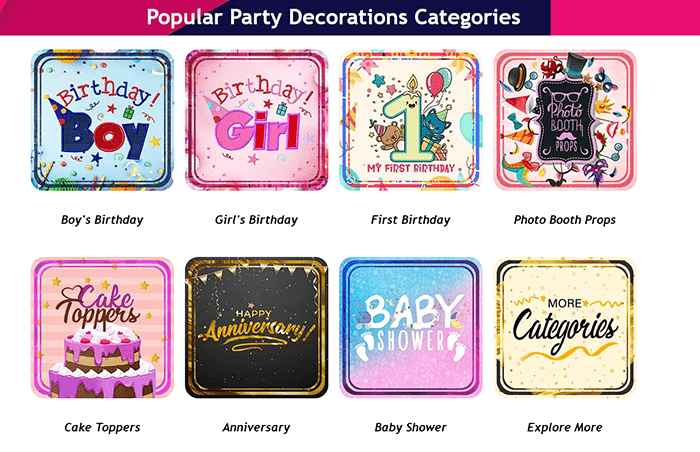 Popular Party Decorations Categories
Birthday!
Boy
Birthday!
Girl
1
MY FIRST BIRTHDAY
Photo
BOOTH
PROPS
Boy's Birthday
Girl's Birthday
First Birthday
Photo Booth Props
Cake
Toppers
HAPPY
Anniversary!
BABY
SHOWER
MORE
Categories
Cake Toppers
Anniversary
Baby Shower
Explore More